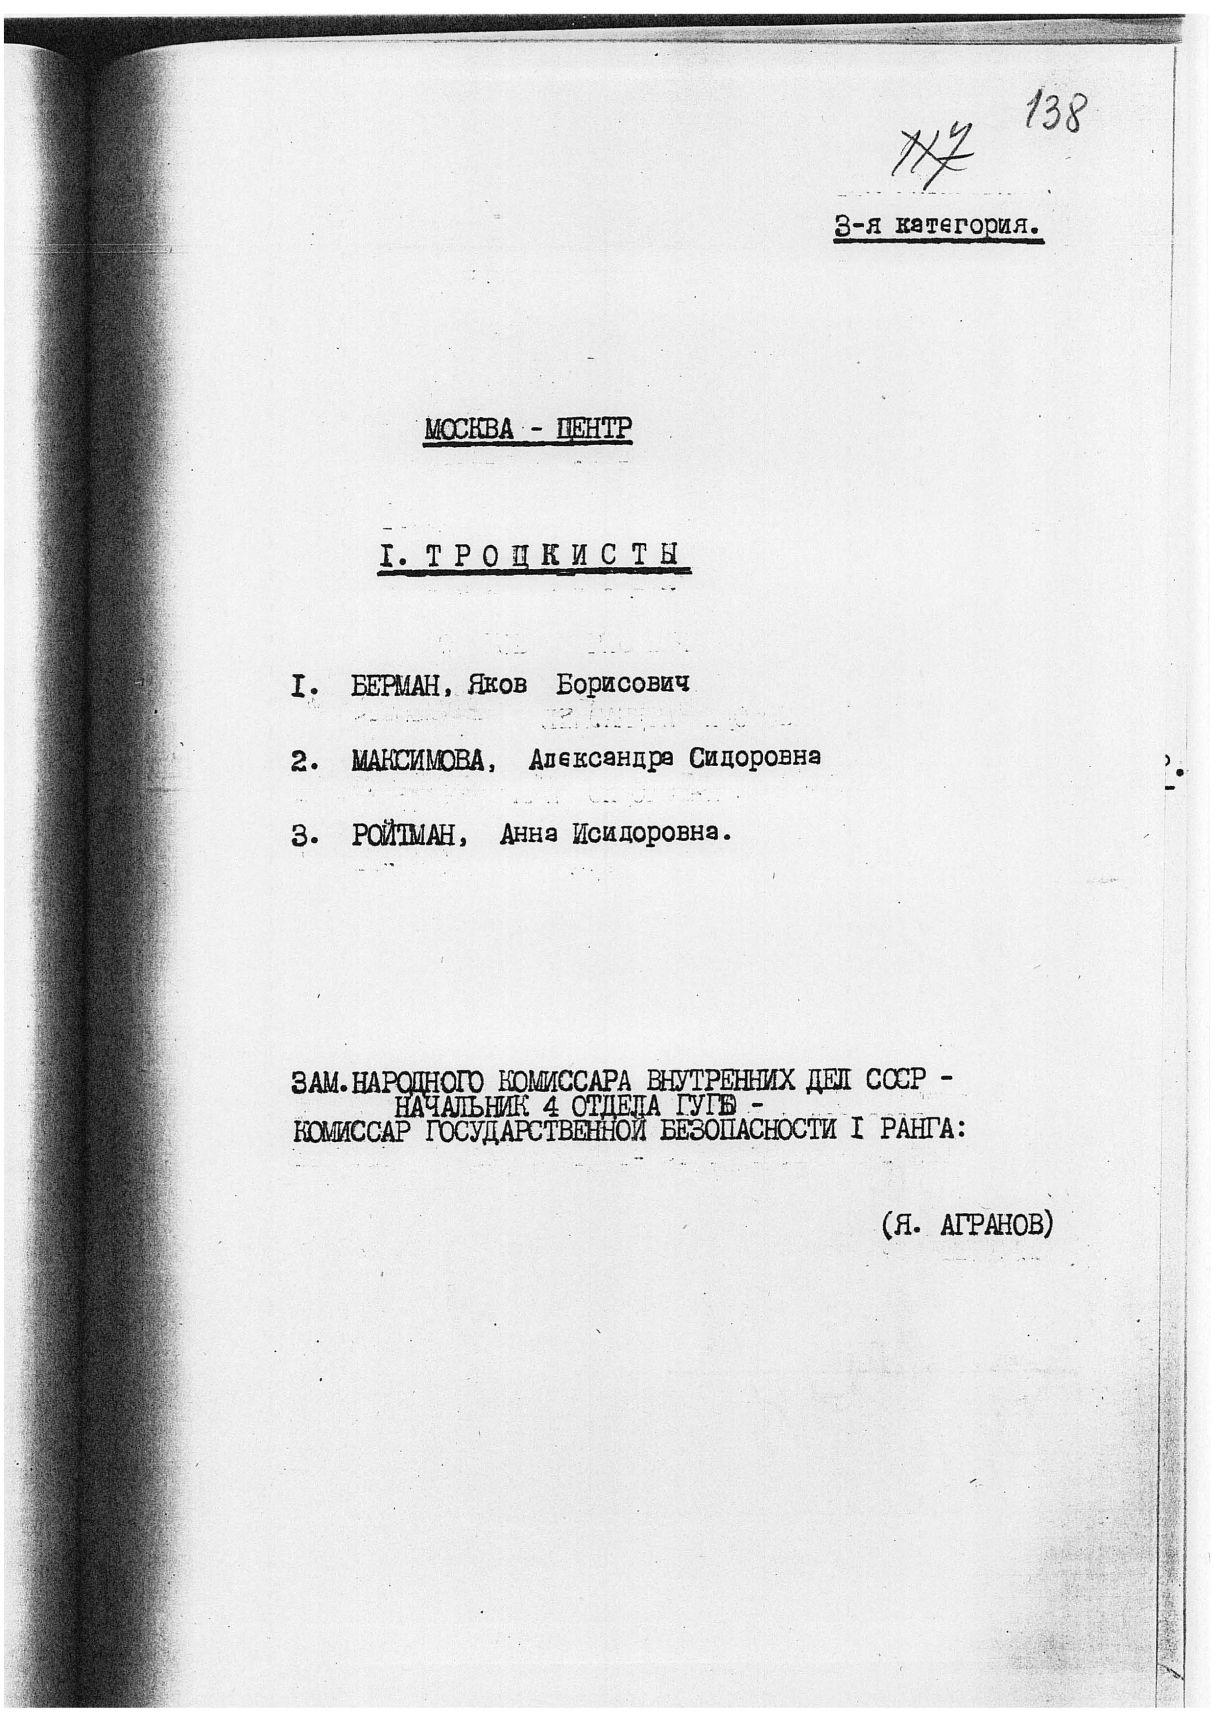 138
117
3-я категория.
МОСКВА - ЦЕНТР
I. ТРОЦКИСТЫ
I. БЕРМАН, Яков Борисович
2. МАКСИМОВА, Александра Сидоровна
3. РОЙТМАН, Анна Исидоровна.
ЗАМ. НАРОДНОГО КОМИССАРА ВНУТРЕННИХ ДЕЛ СССР -
НАЧАЛЬНИК 4 ОТДЕЛА ГУГБ -
КОМИССАР ГОСУДАРСТВЕННОЙ БЕЗОПАСНОСТИ I РАНГА:
(Я. АГРАНОВ)